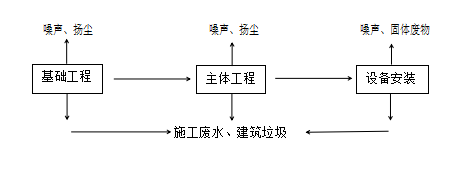 噪声、扬尘 噪声、扬尘 噪声、固体废物
基础工程 主体工程 设备安装
施工废水、建筑垃圾